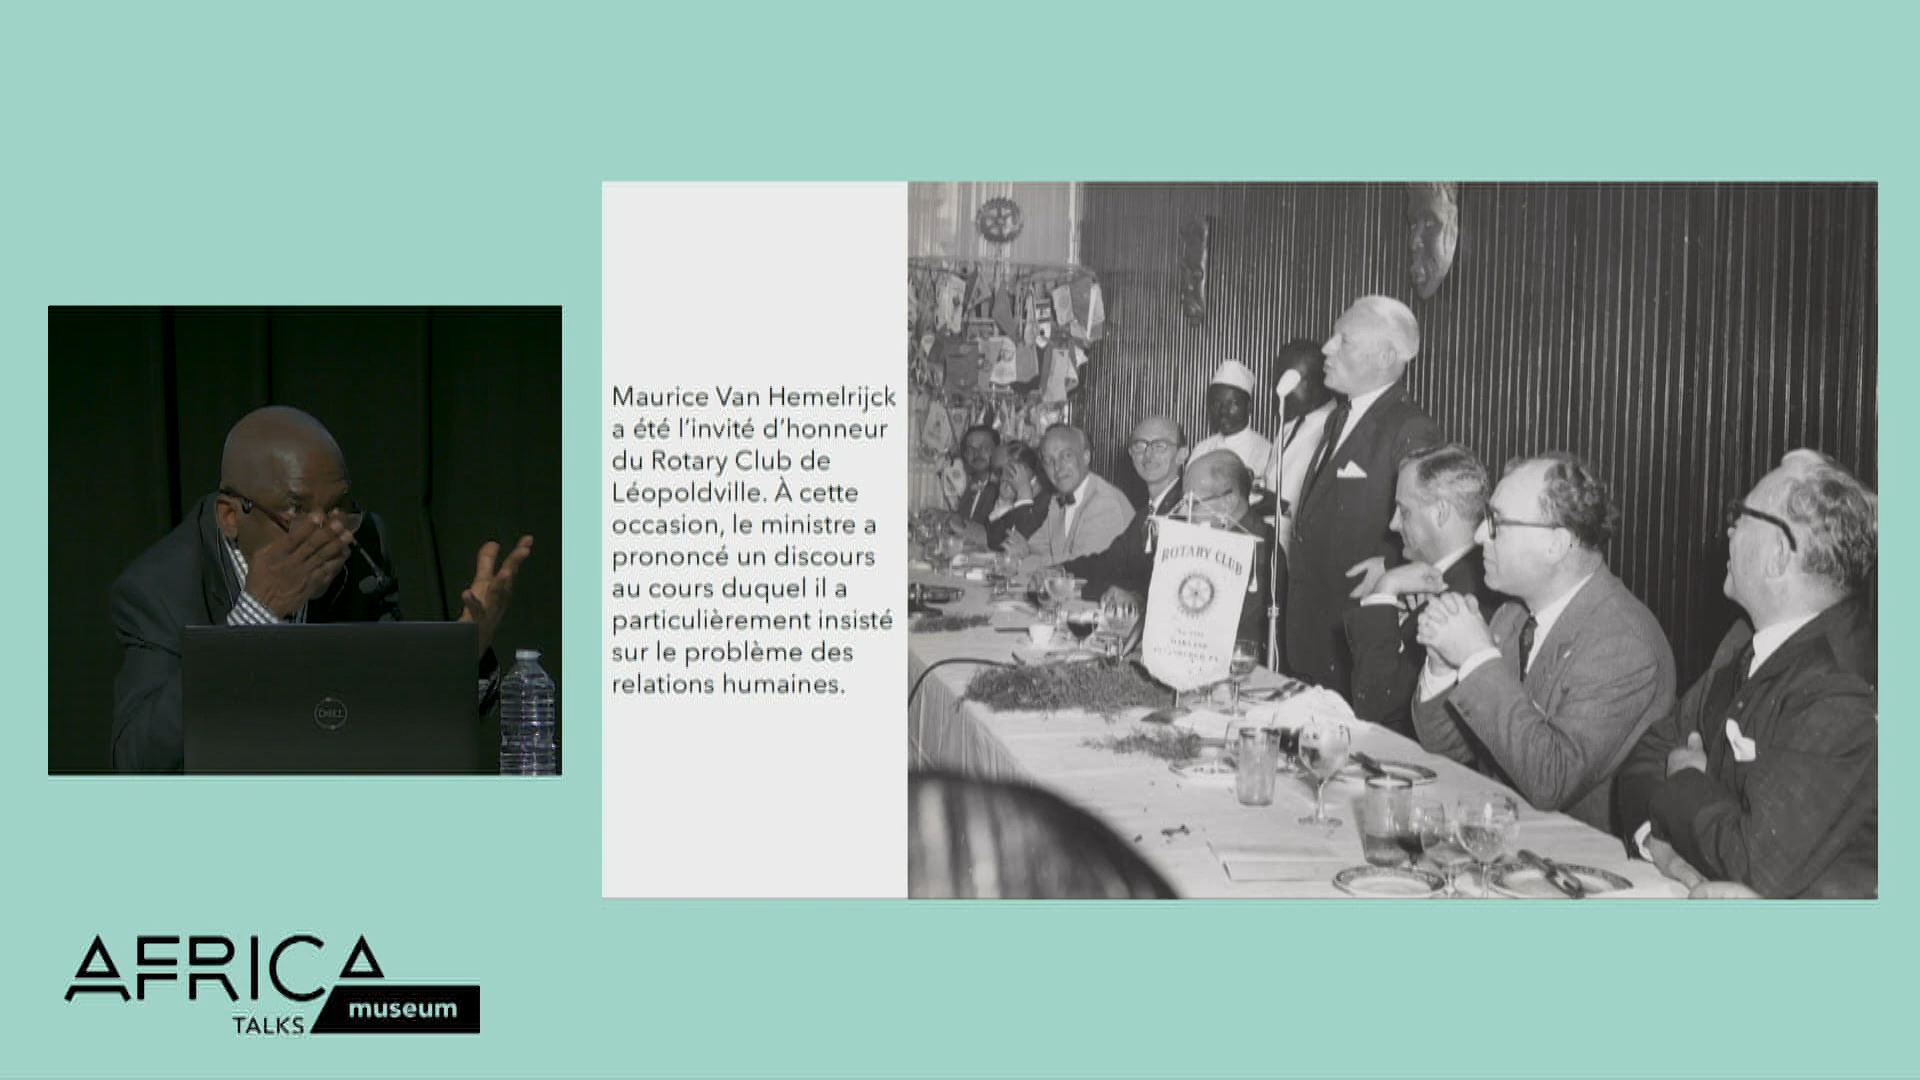 Maurice Van Hemelrijck
a été l'invité d'honneur
du Rotary Club de
Léopoldville. À cette
occasion, le ministre a
prononcé un discours
au cours duquel il a
particulièrement insisté
sur le problème des
relations humaines.
ROTARY CLUB
DELL
AFRICA
TALKS museum